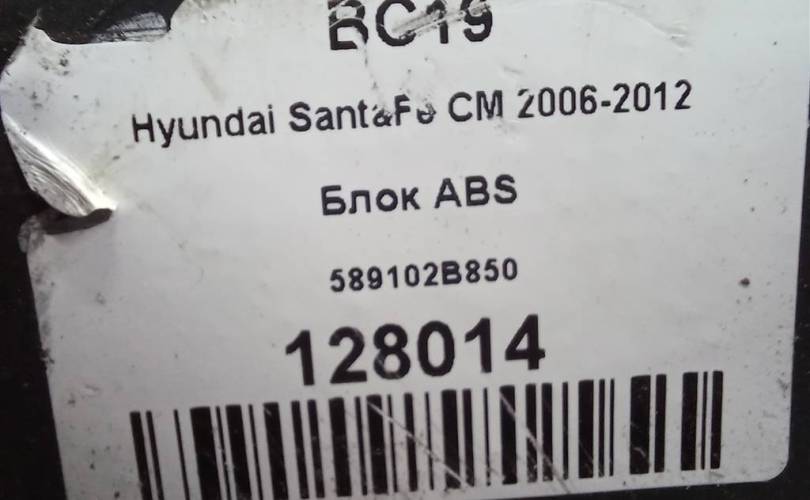 BC19
Hyundai SantaFe CM 2006-2012
Блок ABS
589102B850
128014